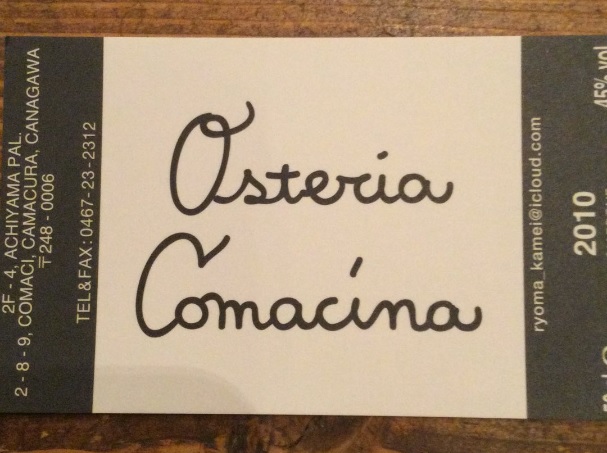 2F - 4, ACHIYAMA PAL.
2 - 8 - 9, COMACI, CAMACURA, CANAGAWA
〒248 - 0006
TEL&FAX:0467-23-2312
Osteria
Comacina
ryoma_kamei@icloud.com
2010
45% vol